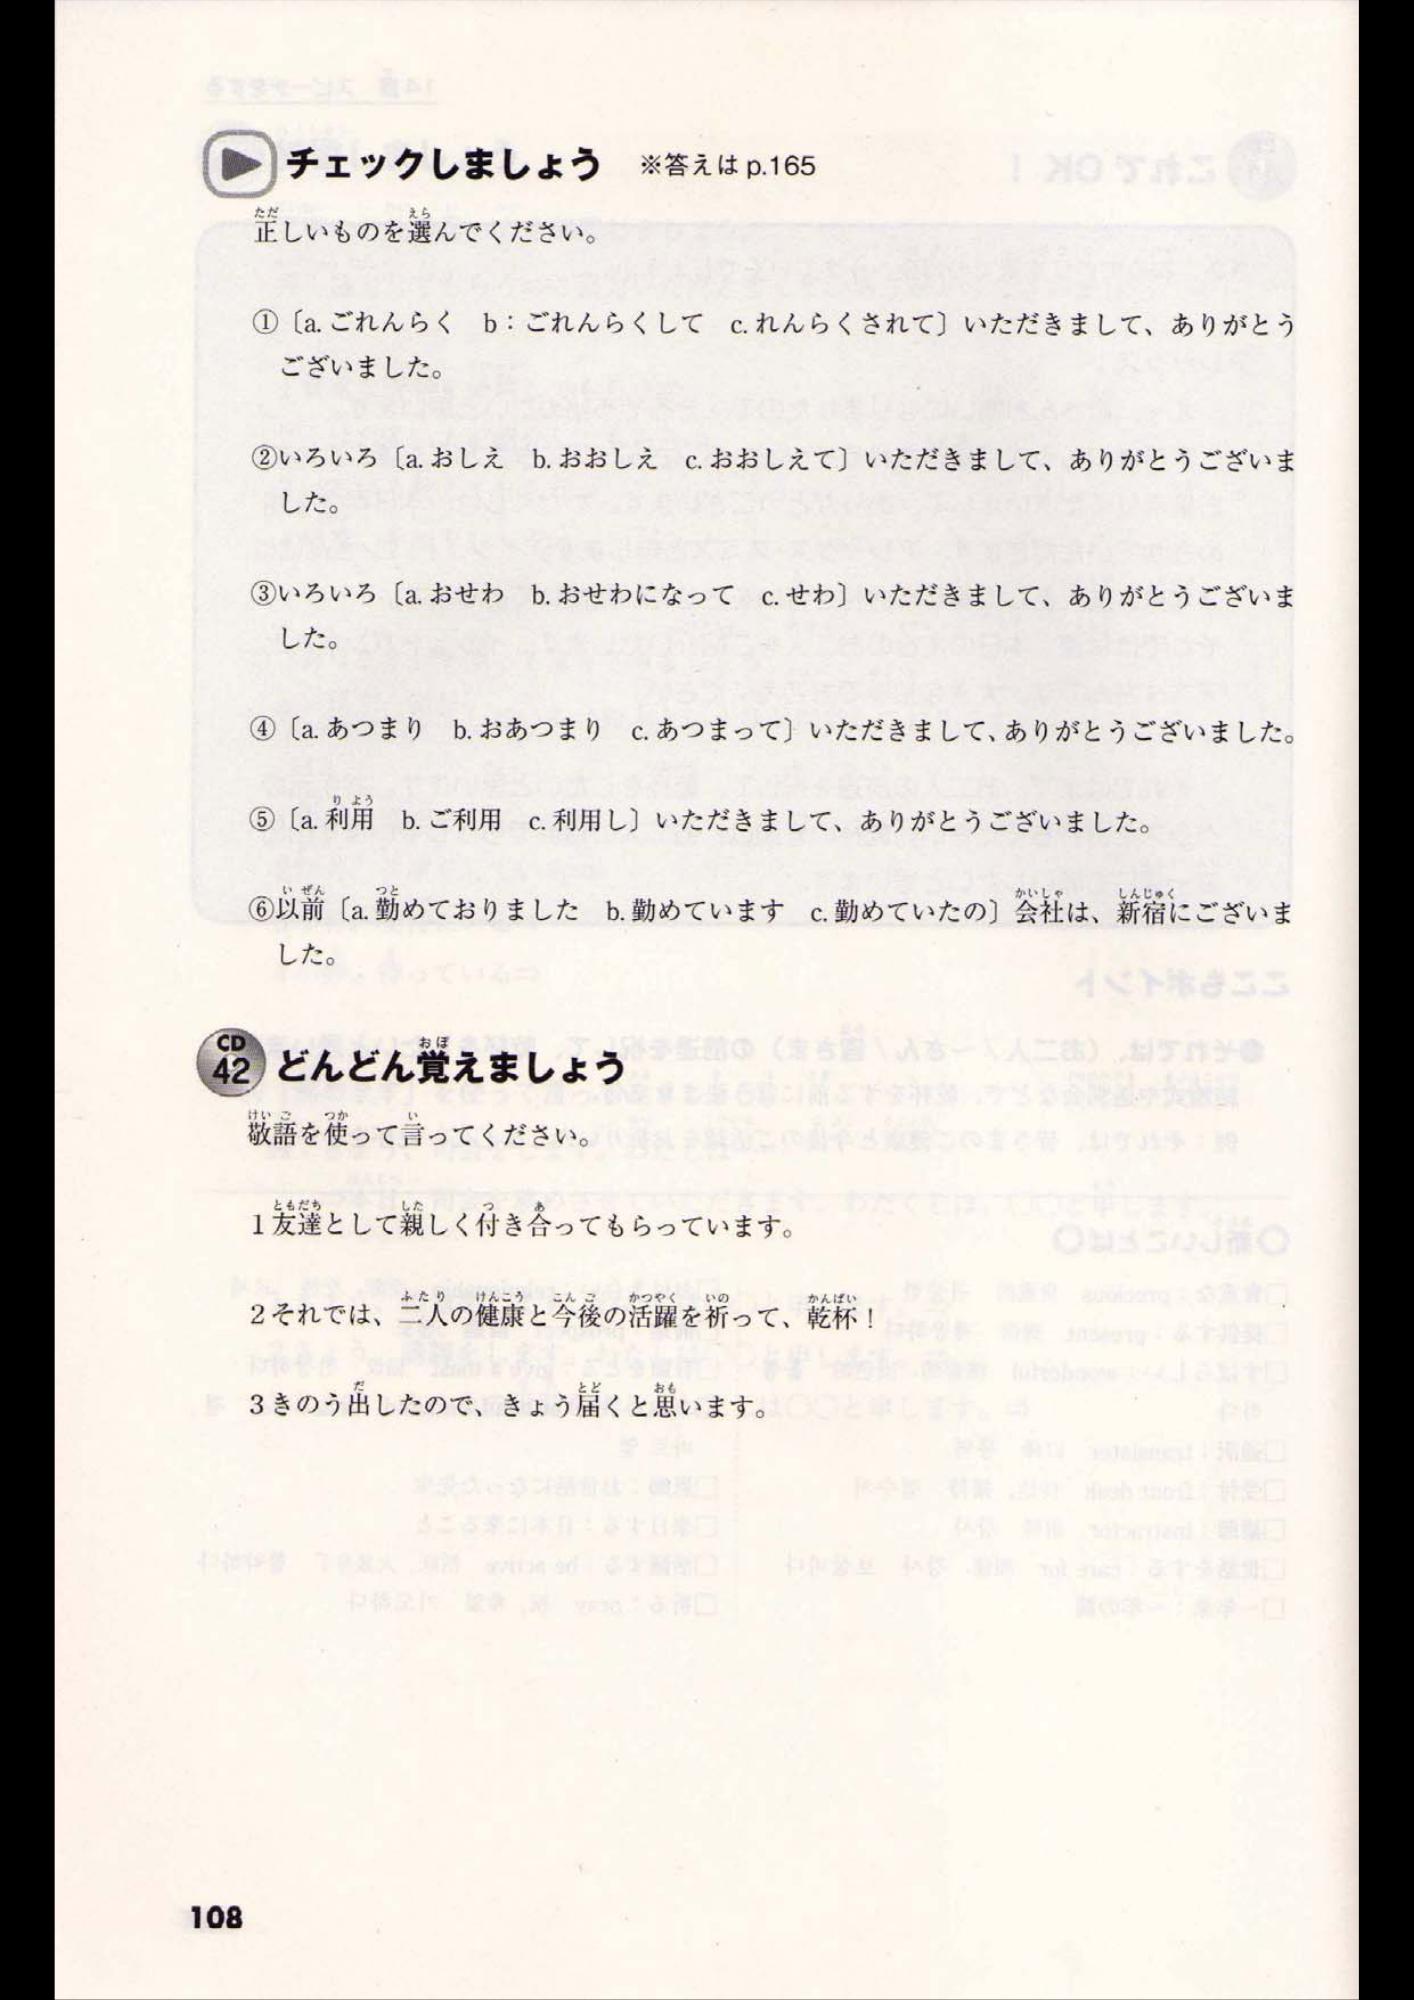 チェックしましょう　※答えは p.165
正しいものを選んでください。
①〔a. ごれんらく　b：ごれんらくして　c. れんらくされて〕いただきまして、ありがとう
ございました。
②いろいろ〔a. おしえ　b. おおしえ　c. おおしえて〕いただきまして、ありがとうございま
した。
③いろいろ〔a. おせわ　b. おせわになって　c. せわ〕いただきまして、ありがとうございま
した。
④〔a. あつまり　b. おあつまり　c. あつまって〕いただきまして、ありがとうございました。
⑤〔a. 利用　b. ご利用　c. 利用し〕いただきまして、ありがとうございました。
⑥以前〔a. 勤めておりました　b. 勤めています　c. 勤めていたの〕会社は、新宿にございま
した。
CD
42 どんどん覚えましょう
敬語を使って言ってください。
1 友達として親しく付き合ってもらっています。
2 それでは、二人の健康と今後の活躍を祈って、乾杯！
3 きのう出したので、きょう届くと思います。
108